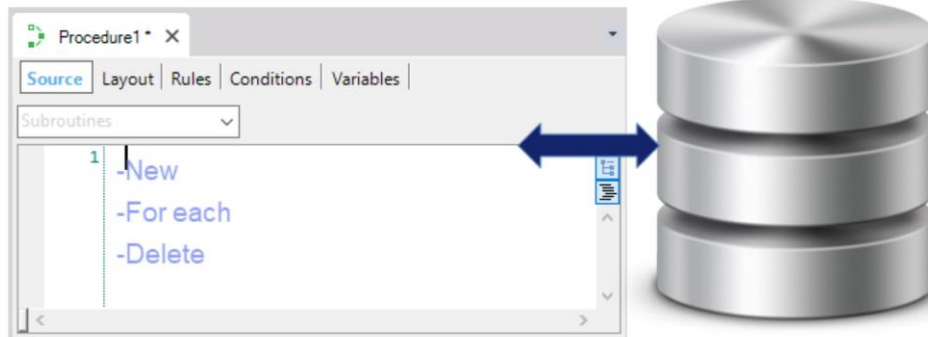 Procedure1*
Source Layout Rules Conditions Variables
Subroutines
1
-New
-For each
-Delete